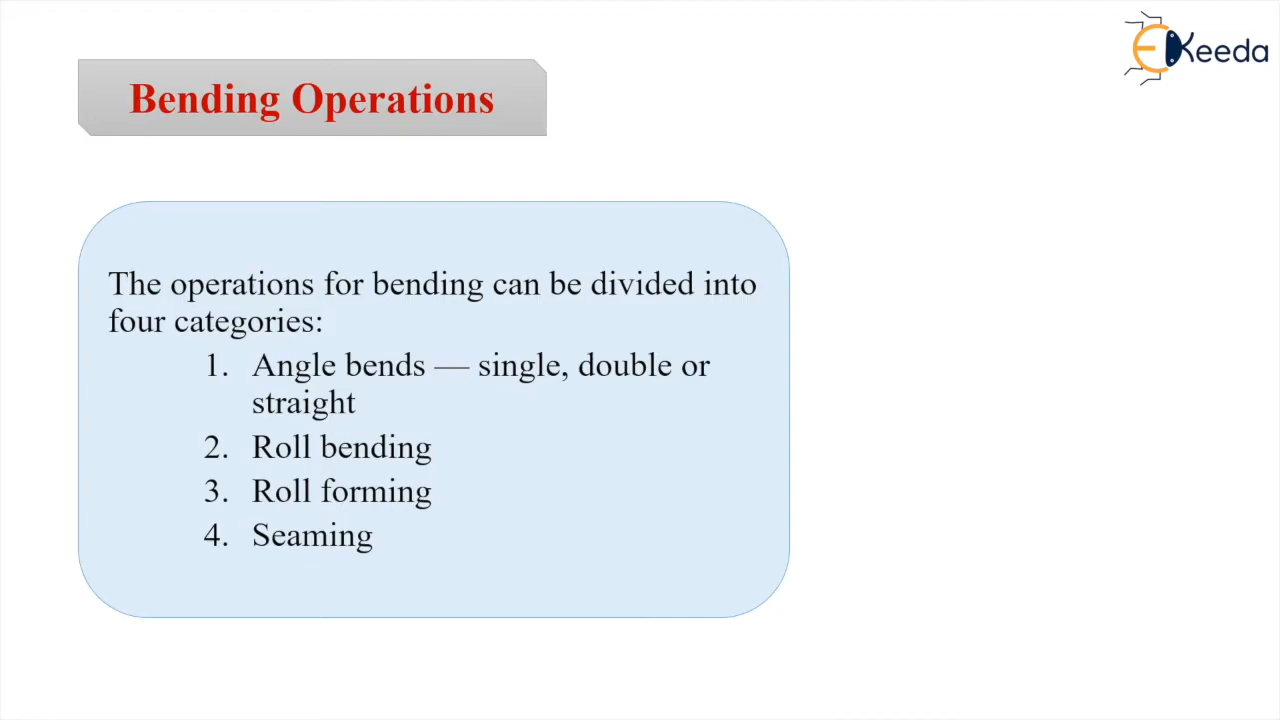 EKeeda
Bending Operations
The operations for bending can be divided into
four categories:
1. Angle bends — single, double or
straight
2. Roll bending
3. Roll forming
4. Seaming